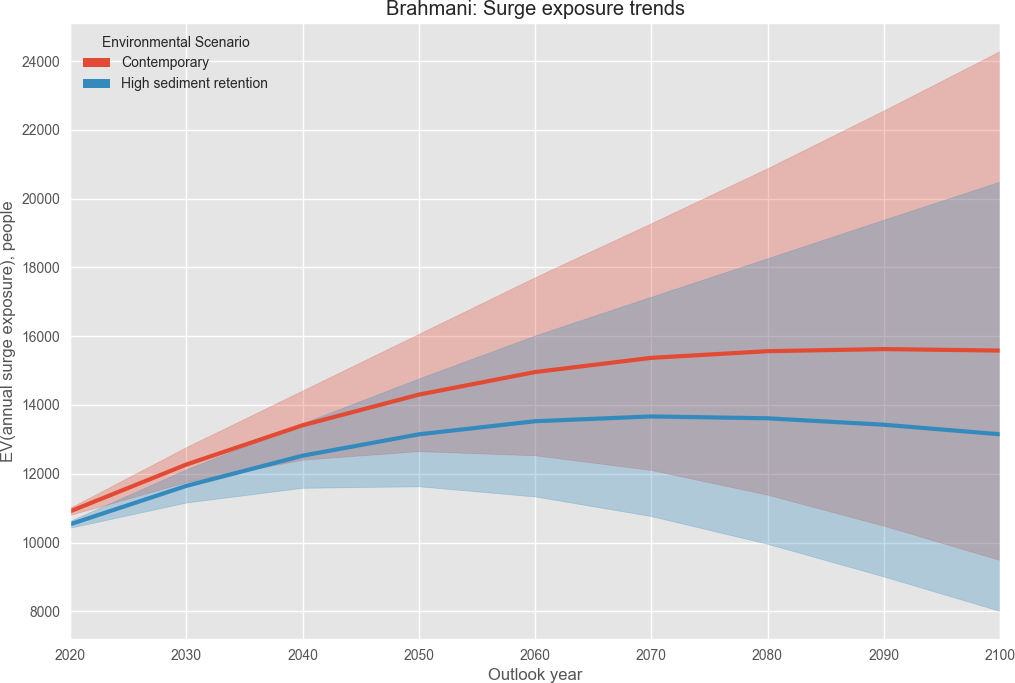 Brahmani: Surge exposure trends
Environmental Scenario
Contemporary
High sediment retention
EV(annual surge exposure), people
24000
22000
20000
18000
16000
14000
12000
10000
8000
2020 2030 2040 2050 2060 2070 2080 2090 2100
Outlook year